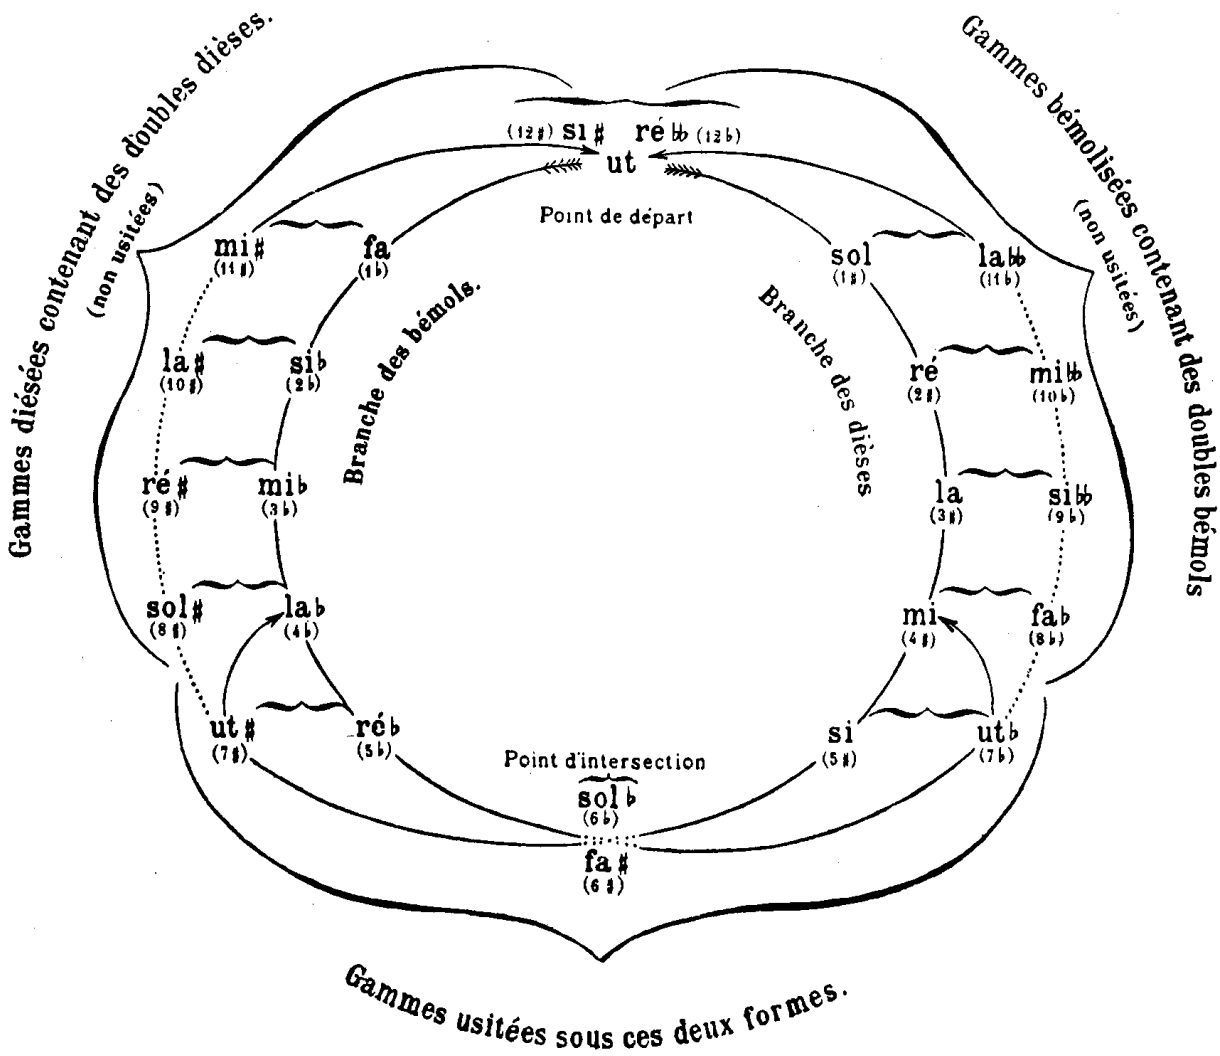 Gammes diésées contenant des doubles dièses.
(non usitées)
Gammes bémolisées contenant des doubles bémols
(non usitées)
(12♯) si♯ ré♭♭ (12♭)
ut
Point de départ
mi♯ fa sol la♭♭
(11♯) (1♭) (1♯) (11♭)
Branche des bémols.
Branche des dièses
la♯ si♭ ré mi♭♭
(10♯) (2♭) (2♯) (10♭)
ré♯ mi♭ la si♭♭
(9♯) (3♭) (3♯) (9♭)
sol♯ la♭ mi fa♭
(8♯) (4♭) (4♯) (8♭)
ut♯ ré♭ si ut♭
(7♯) (5♭) (5♯) (7♭)
Point d'intersection
sol♭
(6♭)
fa♯
(6♯)
Gammes usitées sous ces deux formes.